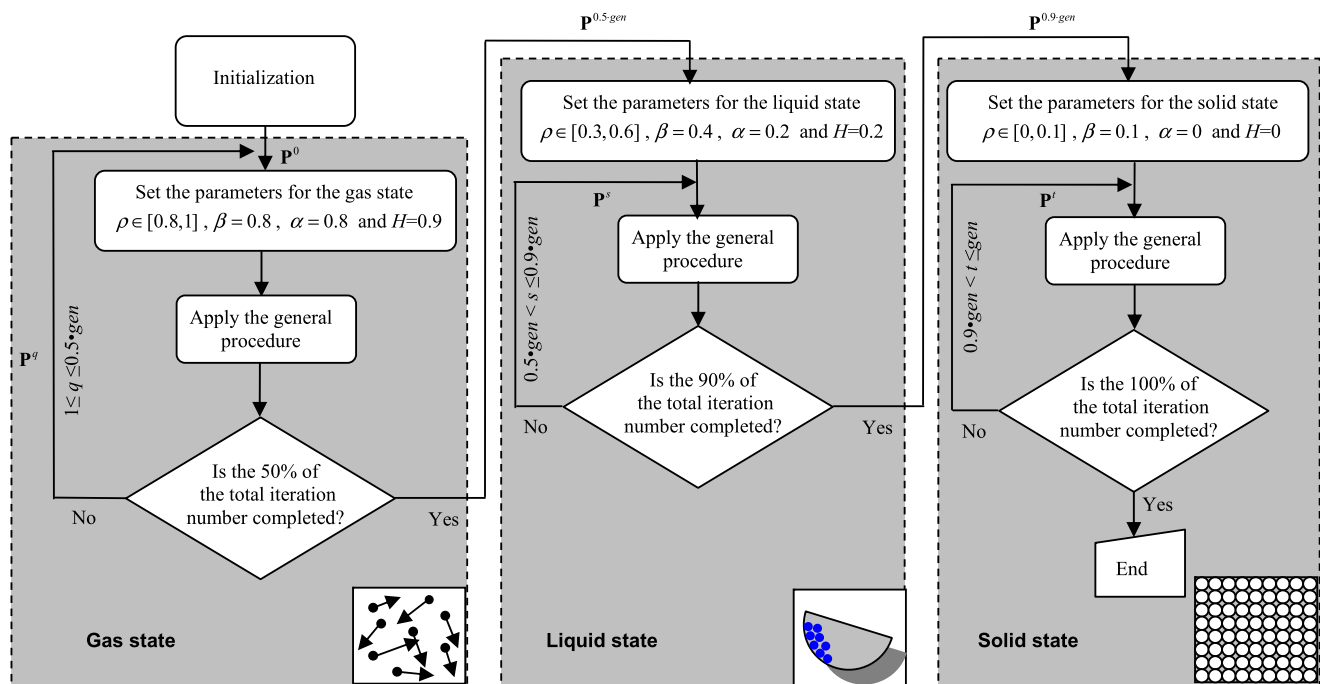 Initialization
P^0
Set the parameters for the gas state
ρ∈[0.8,1] , β=0.8 , α=0.8 and H=0.9
Apply the general
procedure
P^q
1≤ q ≤0.5•gen
Is the 50% of
the total iteration
number completed?
No
Yes
Gas state
P^0.5·gen
Set the parameters for the liquid state
ρ∈[0.3,0.6] , β=0.4 , α=0.2 and H=0.2
P^s
0.5•gen < s ≤0.9•gen
Apply the general
procedure
Is the 90% of
the total iteration
number completed?
No
Yes
Liquid state
P^0.9·gen
Set the parameters for the solid state
ρ∈[0,0.1] , β=0.1 , α=0 and H=0
P^t
0.9•gen < t ≤gen
Apply the general
procedure
Is the 100% of
the total iteration
number completed?
No
Yes
End
Solid state